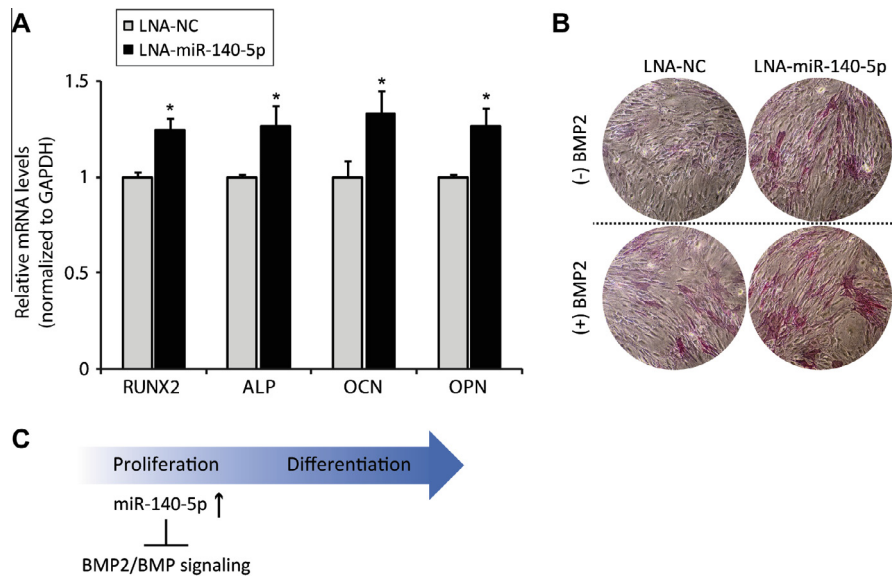 A
LNA-NC
LNA-miR-140-5p
Relative mRNA levels
(normalized to GAPDH)
1.5
1
0.5
0
* * * *
RUNX2 ALP OCN OPN
B
LNA-NC LNA-miR-140-5p
(-) BMP2
(+) BMP2
C
Proliferation Differentiation
miR-140-5p
BMP2/BMP signaling